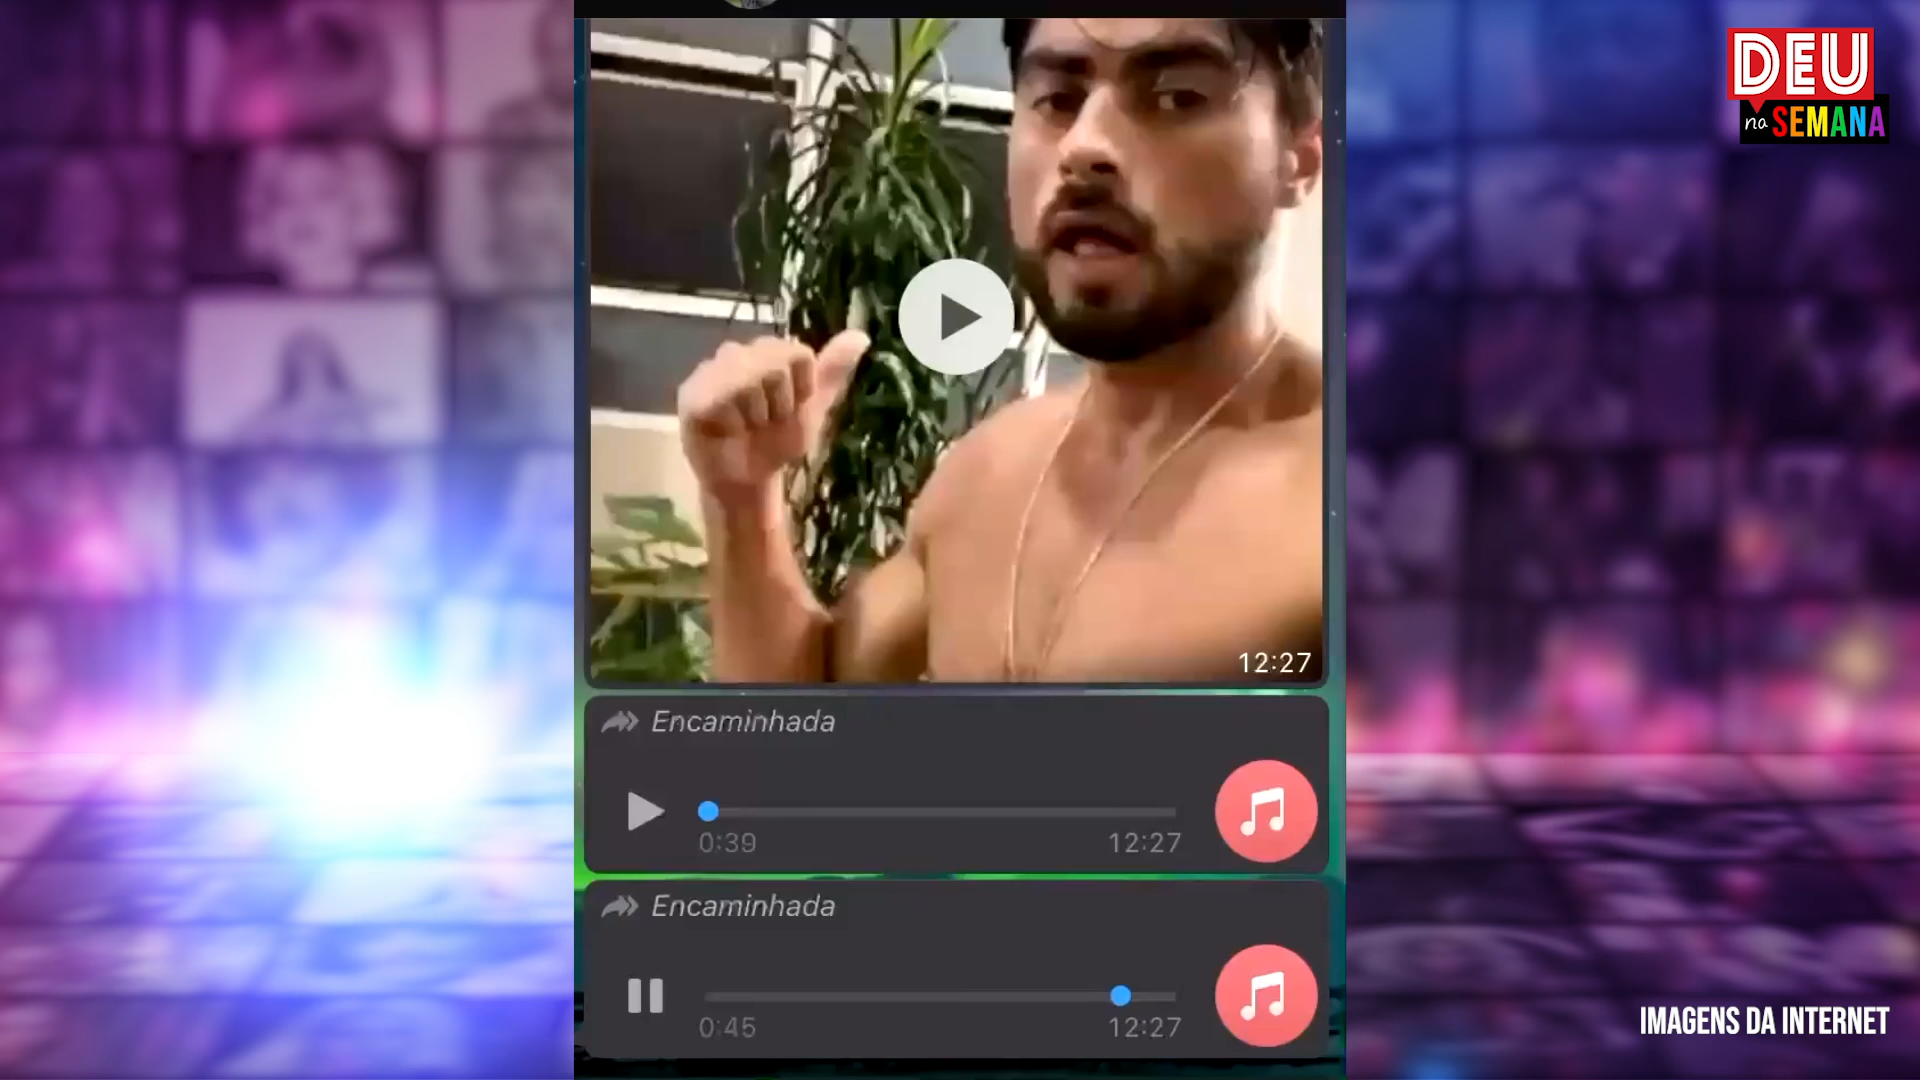 DEU
na SEMANA
12:27
Encaminhada
0:39 12:27
Encaminhada
0:45 12:27
IMAGENS DA INTERNET